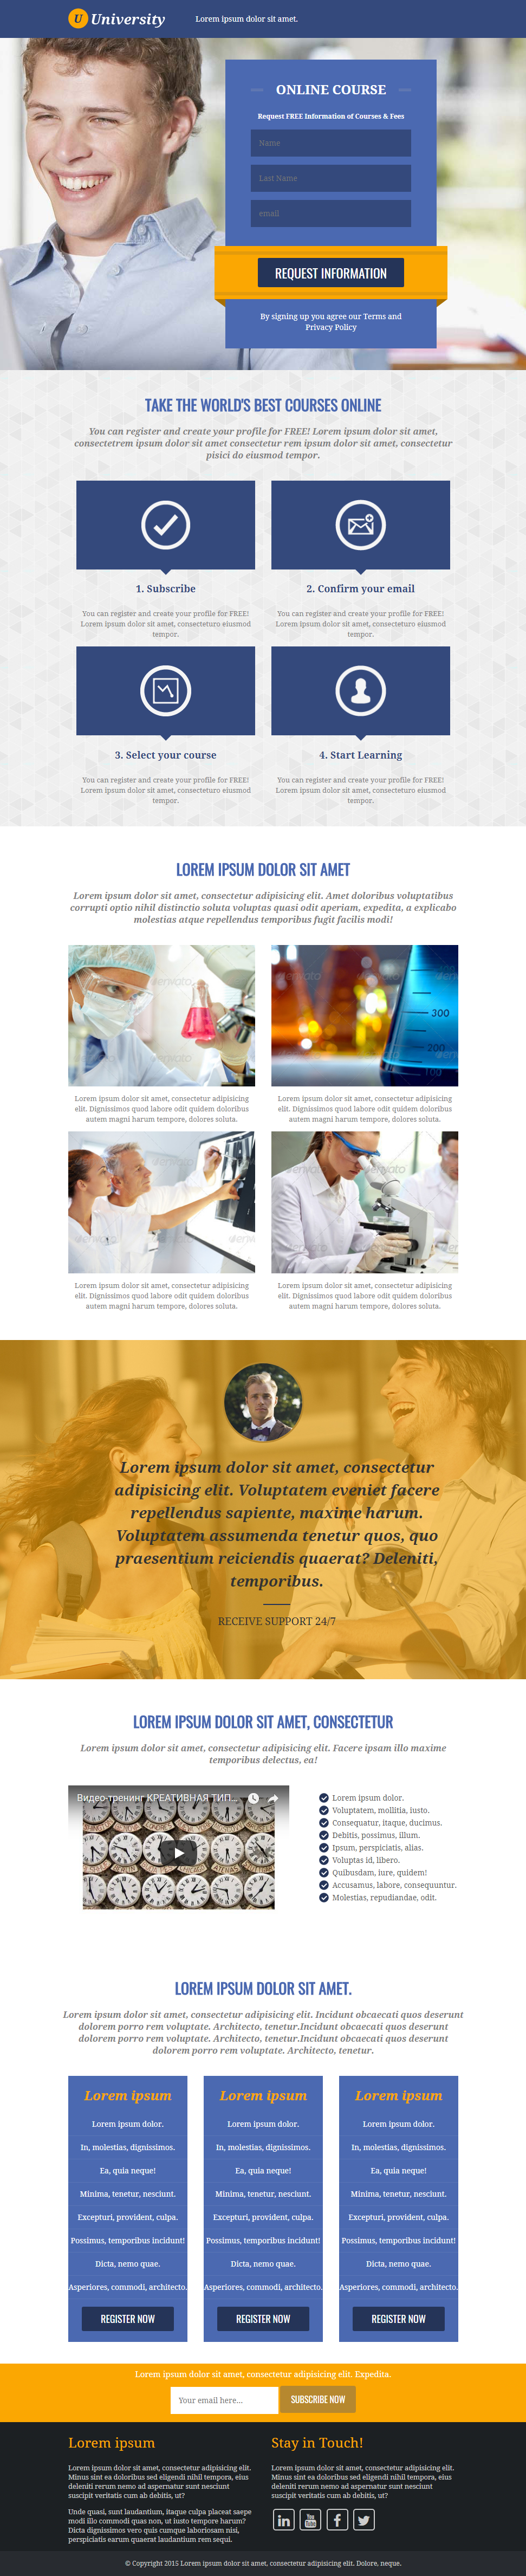 U University
Lorem ipsum dolor sit amet.
ONLINE COURSE
Request FREE Information of Courses & Fees
Name
Last Name
email
REQUEST INFORMATION
By signing up you agree our Terms and
Privacy Policy
TAKE THE WORLD'S BEST COURSES ONLINE
You can register and create your profile for FREE! Lorem ipsum dolor sit amet,
consectetrem ipsum dolor sit amet consectetur rem ipsum dolor sit amet, consectetur
pisici do eiusmod tempor.
1. Subscribe
You can register and create your profile for FREE!
Lorem ipsum dolor sit amet, consecteturo eiusmod
tempor.
2. Confirm your email
You can register and create your profile for FREE!
Lorem ipsum dolor sit amet, consecteturo eiusmod
tempor.
3. Select your course
You can register and create your profile for FREE!
Lorem ipsum dolor sit amet, consecteturo eiusmod
tempor.
4. Start Learning
You can register and create your profile for FREE!
Lorem ipsum dolor sit amet, consecteturo eiusmod
tempor.
LOREM IPSUM DOLOR SIT AMET
Lorem ipsum dolor sit amet, consectetur adipisicing elit. Amet doloribus voluptatibus
corrupti optio nihil distinctio soluta voluptas quasi odit aperiam, expedita, a explicabo
molestias atque repellendus temporibus fugit facilis modi!
envato
envato
300
200
100
Lorem ipsum dolor sit amet, consectetur adipisicing
elit. Dignissimos quod labore odit quidem doloribus
autem magni harum tempore, dolores soluta.
Lorem ipsum dolor sit amet, consectetur adipisicing
elit. Dignissimos quod labore odit quidem doloribus
autem magni harum tempore, dolores soluta.
envato
envato
Lorem ipsum dolor sit amet, consectetur adipisicing
elit. Dignissimos quod labore odit quidem doloribus
autem magni harum tempore, dolores soluta.
Lorem ipsum dolor sit amet, consectetur adipisicing
elit. Dignissimos quod labore odit quidem doloribus
autem magni harum tempore, dolores soluta.
Lorem ipsum dolor sit amet, consectetur
adipisicing elit. Voluptatem eveniet facere
repellendus sapiente, maxime harum.
Voluptatem assumenda tenetur quos, quo
praesentium reiciendis quaerat? Deleniti,
temporibus.
RECEIVE SUPPORT 24/7
LOREM IPSUM DOLOR SIT AMET, CONSECTETUR
Lorem ipsum dolor sit amet, consectetur adipisicing elit. Facere ipsam illo maxime
temporibus delectus, ea!
Видео-тренинг КРЕАТИВНАЯ ТИП...
Lorem ipsum dolor.
Voluptatem, mollitia, iusto.
Consequatur, itaque, ducimus.
Debitis, possimus, illum.
Ipsum, perspiciatis, alias.
Voluptas id, libero.
Quibusdam, iure, quidem!
Accusamus, labore, consequuntur.
Molestias, repudiandae, odit.
LOREM IPSUM DOLOR SIT AMET.
Lorem ipsum dolor sit amet, consectetur adipisicing elit. Incidunt obcaecati quos deserunt
dolorem porro rem voluptate. Architecto, tenetur.Incidunt obcaecati quos deserunt
dolorem porro rem voluptate. Architecto, tenetur.Incidunt obcaecati quos deserunt
dolorem porro rem voluptate. Architecto, tenetur.
Lorem ipsum
Lorem ipsum dolor.
In, molestias, dignissimos.
Ea, quia neque!
Minima, tenetur, nesciunt.
Excepturi, provident, culpa.
Possimus, temporibus incidunt!
Dicta, nemo quae.
Asperiores, commodi, architecto.
REGISTER NOW
Lorem ipsum
Lorem ipsum dolor.
In, molestias, dignissimos.
Ea, quia neque!
Minima, tenetur, nesciunt.
Excepturi, provident, culpa.
Possimus, temporibus incidunt!
Dicta, nemo quae.
Asperiores, commodi, architecto.
REGISTER NOW
Lorem ipsum
Lorem ipsum dolor.
In, molestias, dignissimos.
Ea, quia neque!
Minima, tenetur, nesciunt.
Excepturi, provident, culpa.
Possimus, temporibus incidunt!
Dicta, nemo quae.
Asperiores, commodi, architecto.
REGISTER NOW
Lorem ipsum dolor sit amet, consectetur adipisicing elit. Expedita.
Your email here...
SUBSCRIBE NOW
Lorem ipsum
Lorem ipsum dolor sit amet, consectetur adipisicing elit.
Minus sint ea doloribus sed eligendi nihil tempora, eius
deleniti rerum nemo ad aspernatur sunt nesciunt
suscipit veritatis cum ab debitis, ut?
Unde quasi, sunt laudantium, itaque culpa placeat saepe
modi illo commodi quas non, ut iusto tempore harum?
Dicta dignissimos vero quis cumque laboriosam nisi,
perspiciatis earum quaerat laudantium rem sequi.
Stay in Touch!
Lorem ipsum dolor sit amet, consectetur adipisicing elit.
Minus sint ea doloribus sed eligendi nihil tempora, eius
deleniti rerum nemo ad aspernatur sunt nesciunt
suscipit veritatis cum ab debitis, ut?
© Copyright 2015 Lorem ipsum dolor sit amet, consectetur adipisicing elit. Dolore, neque.